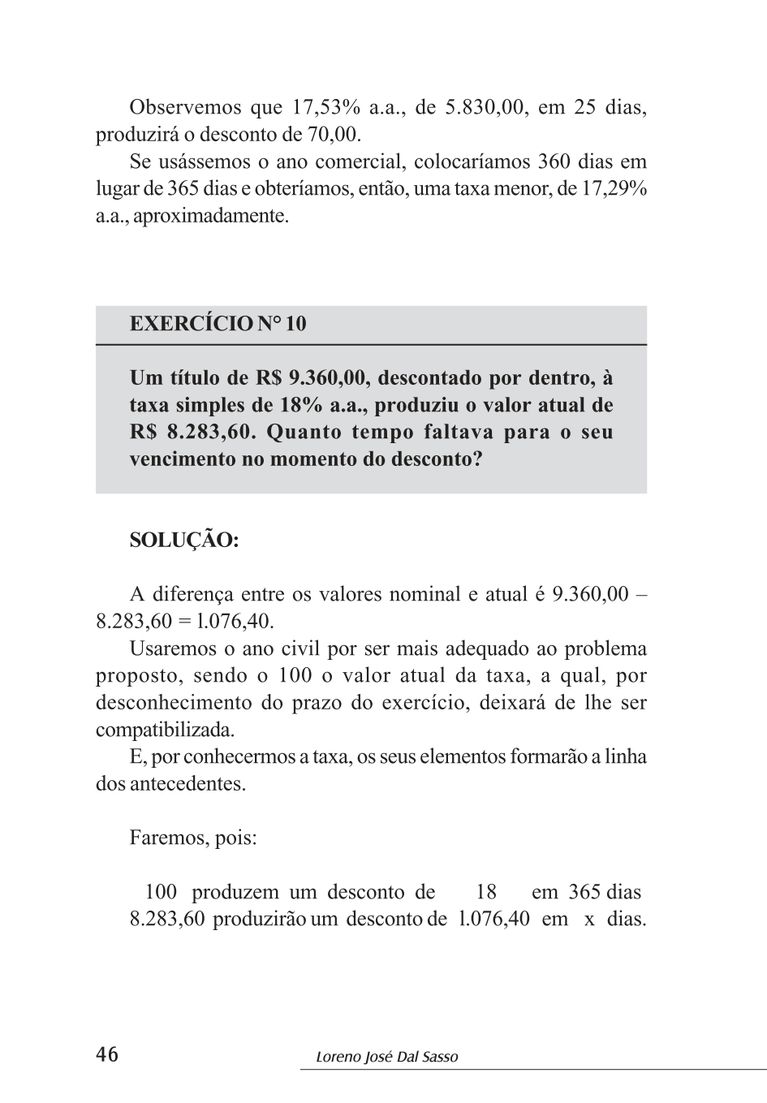 Observemos que 17,53% a.a., de 5.830,00, em 25 dias,
produzirá o desconto de 70,00.
Se usássemos o ano comercial, colocaríamos 360 dias em
lugar de 365 dias e obteríamos, então, uma taxa menor, de 17,29%
a.a., aproximadamente.
EXERCÍCIO N° 10
Um título de R$ 9.360,00, descontado por dentro, à
taxa simples de 18% a.a., produziu o valor atual de
R$ 8.283,60. Quanto tempo faltava para o seu
vencimento no momento do desconto?
SOLUÇÃO:
A diferença entre os valores nominal e atual é 9.360,00 –
8.283,60 = l.076,40.
Usaremos o ano civil por ser mais adequado ao problema
proposto, sendo o 100 o valor atual da taxa, a qual, por
desconhecimento do prazo do exercício, deixará de lhe ser
compatibilizada.
E, por conhecermos a taxa, os seus elementos formarão a linha
dos antecedentes.
Faremos, pois:
100 produzem um desconto de 18 em 365 dias
8.283,60 produzirão um desconto de l.076,40 em x dias.
46 Loreno José Dal Sasso